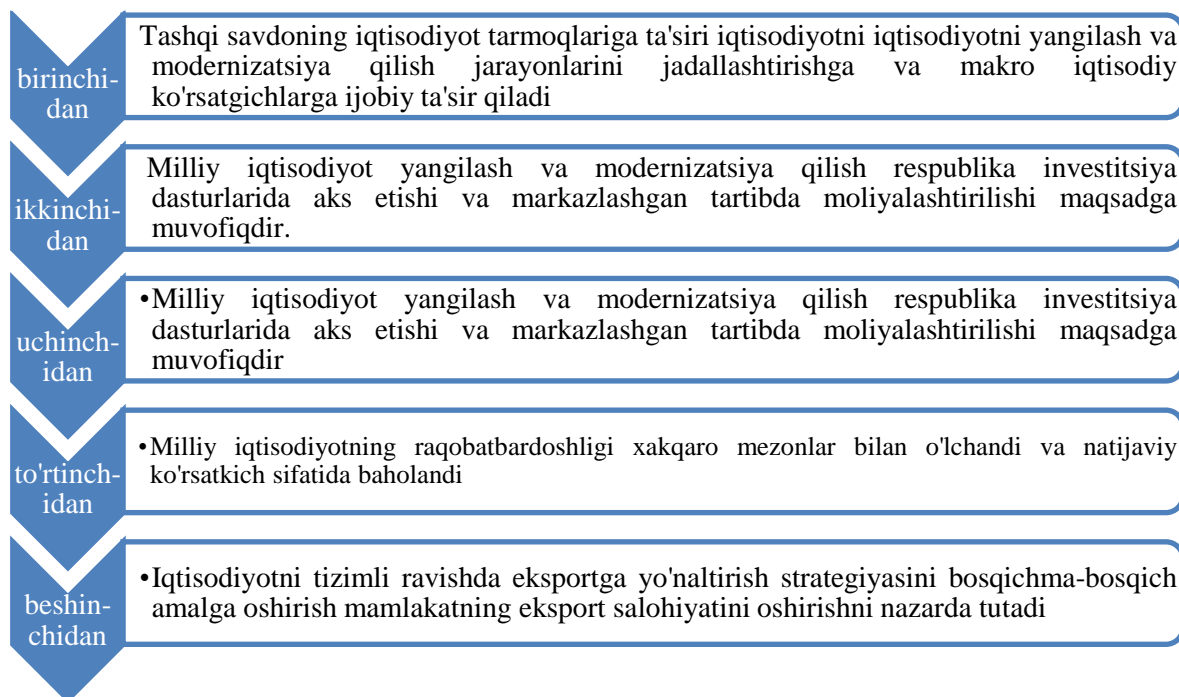 birinchi-
dan
Tashqi savdoning iqtisodiyot tarmoqlariga ta'siri iqtisodiyotni iqtisodiyotni yangilash va
modernizatsiya qilish jarayonlarini jadallashtirishga va makro iqtisodiy
ko'rsatgichlarga ijobiy ta'sir qiladi
ikkinchi-
dan
Milliy iqtisodiyot yangilash va modernizatsiya qilish respublika investitsiya
dasturlarida aks etishi va markazlashgan tartibda moliyalashtirilishi maqsadga
muvofiqdir.
uchinch-
idan
•Milliy iqtisodiyot yangilash va modernizatsiya qilish respublika investitsiya
dasturlarida aks etishi va markazlashgan tartibda moliyalashtirilishi maqsadga
muvofiqdir
to'rtinch-
idan
•Milliy iqtisodiyotning raqobatbardoshligi xakqaro mezonlar bilan o'lchandi va natijaviy
ko'rsatkich sifatida baholandi
beshin-
chidan
•Iqtisodiyotni tizimli ravishda eksportga yo'naltirish strategiyasini bosqichma-bosqich
amalga oshirish mamlakatning eksport salohiyatini oshirishni nazarda tutadi